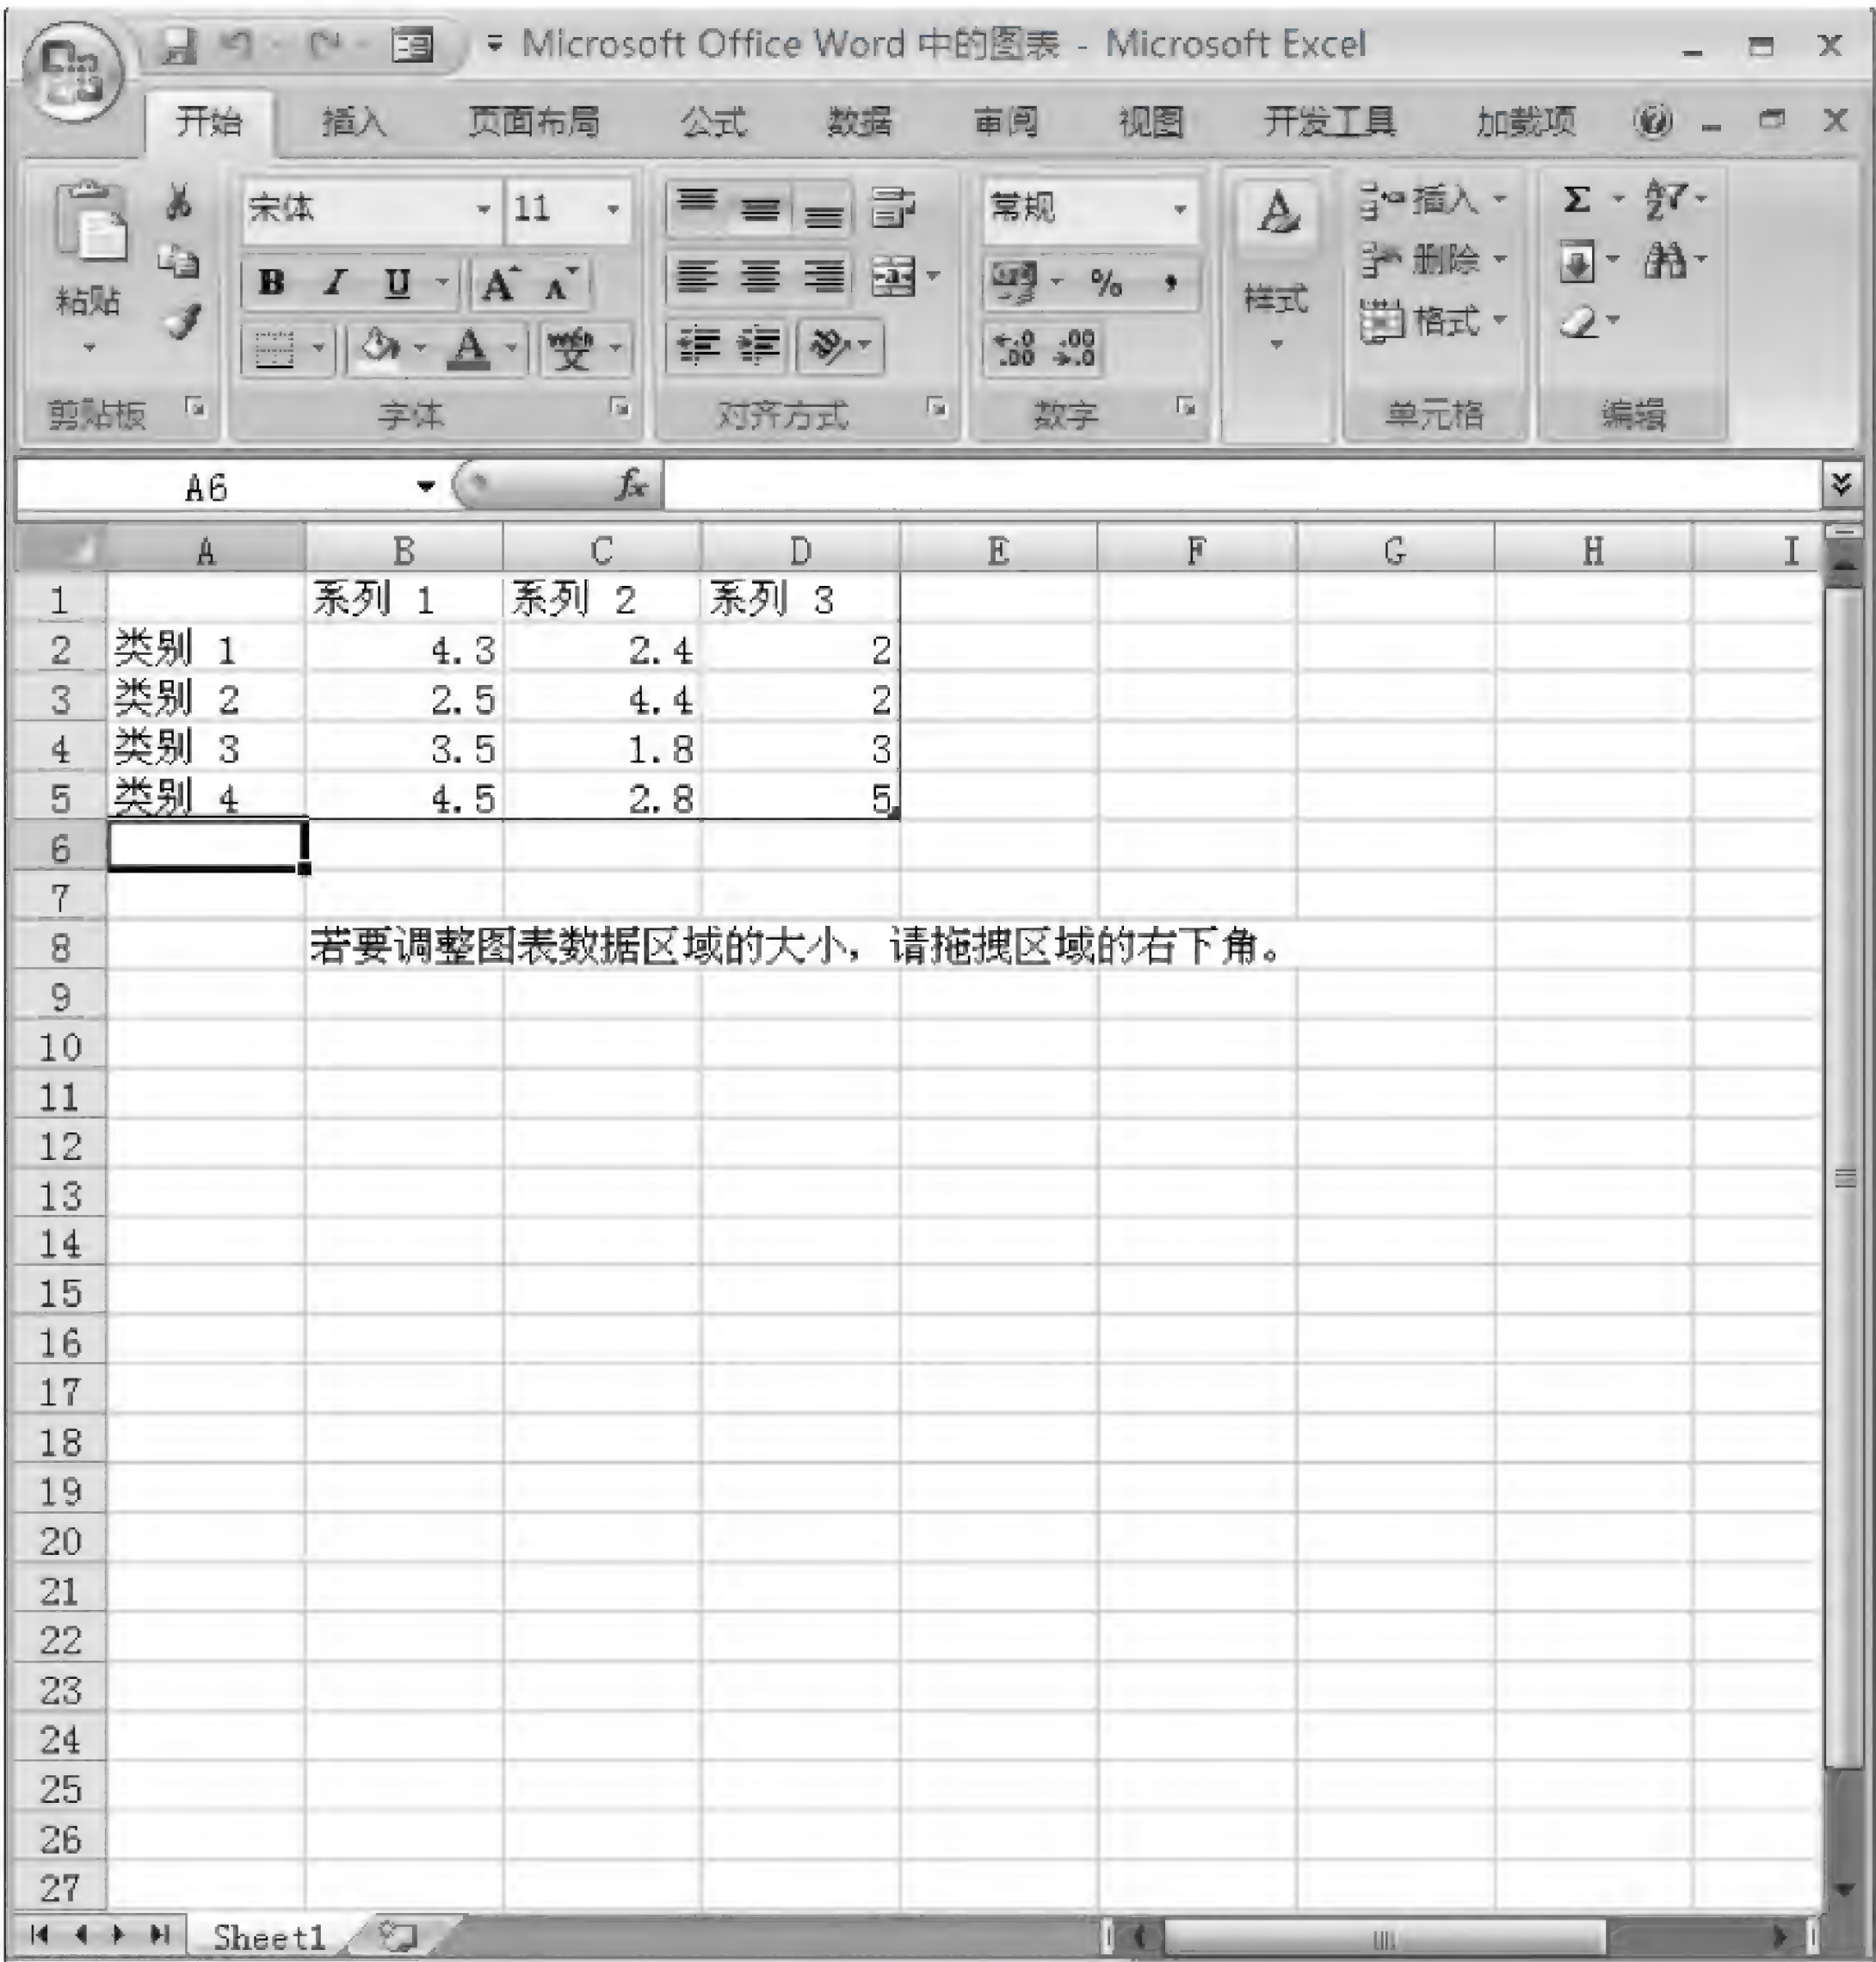 Microsoft Office Word 中的图表 - Microsoft Excel
开始 插入 页面布局 公式 数据 审阅 视图 开发工具 加载项
宋体 11 常规 插入 Σ
B I U A A % , 删除
粘贴 样式 格式
A wén 文 .00 .0
剪贴板 字体 对齐方式 数字 单元格 编辑
A6 fx
A B C D E F G H I
1 系列 1 系列 2 系列 3
2 类别 1 4.3 2.4 2
3 类别 2 2.5 4.4 2
4 类别 3 3.5 1.8 3
5 类别 4 4.5 2.8 5
6
7
8 若要调整图表数据区域的大小，请拖拽区域的右下角。
9
10
11
12
13
14
15
16
17
18
19
20
21
22
23
24
25
26
27
Sheet1